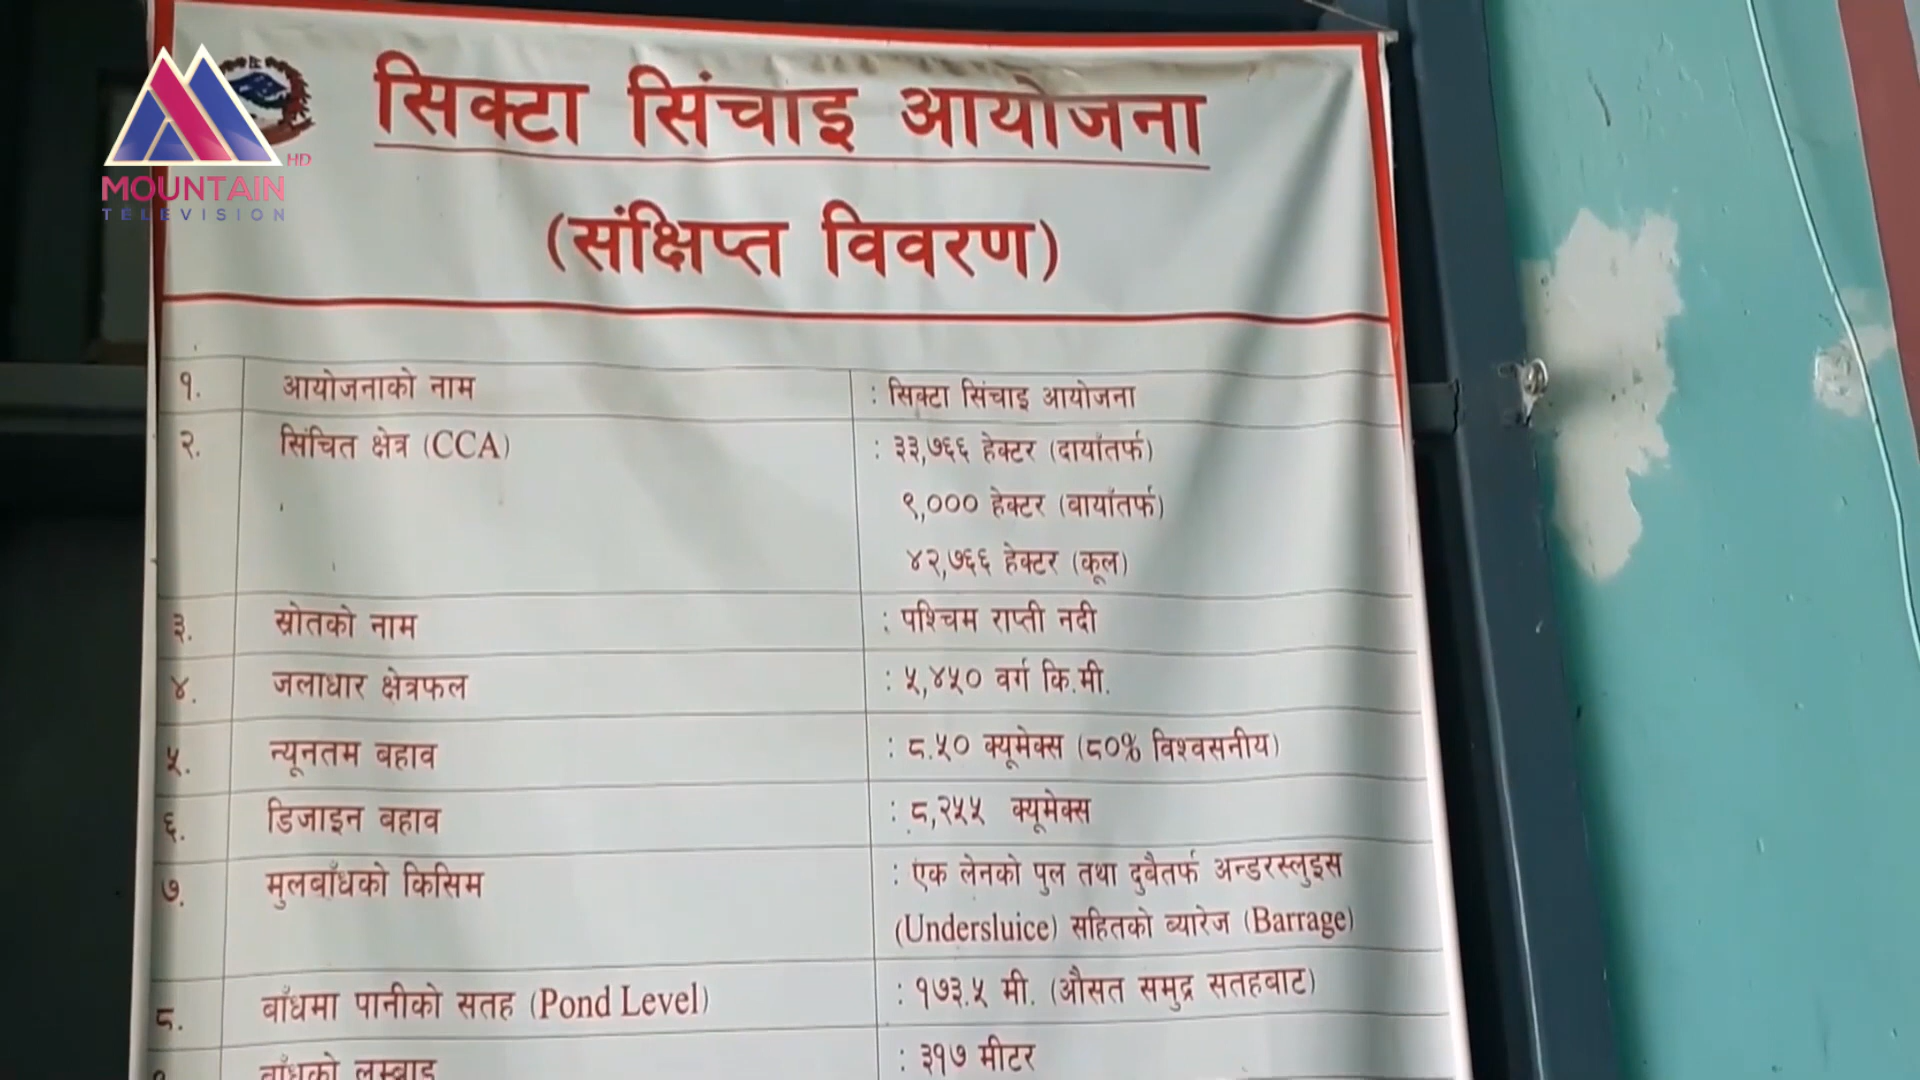 MOUNTAIN HD
TELEVISION
सिक्टा सिंचाइ आयोजना
(संक्षिप्त विवरण)
१. आयोजनाको नाम : सिक्टा सिंचाइ आयोजना
२. सिंचित क्षेत्र (CCA) : ३३,७६६ हेक्टर (दायाँतर्फ)
९,००० हेक्टर (बायाँतर्फ)
४२,७६६ हेक्टर (कूल)
३. स्रोतको नाम : पश्चिम राप्ती नदी
४. जलाधार क्षेत्रफल : ५,४५० वर्ग कि.मी.
५. न्यूनतम बहाव : ८.५० क्यूमेक्स (८०% विश्वसनीय)
६. डिजाइन बहाव : ८,२५५ क्यूमेक्स
७. मुलबाँधको किसिम : एक लेनको पुल तथा दुवैतर्फ अन्डरस्लुइस
(Undersluice) सहितको ब्यारेज (Barrage)
८. बाँधमा पानीको सतह (Pond Level) : १७३.५ मी. (औसत समुद्र सतहबाट)
९. बाँधको लम्बाइ : ३१७ मीटर